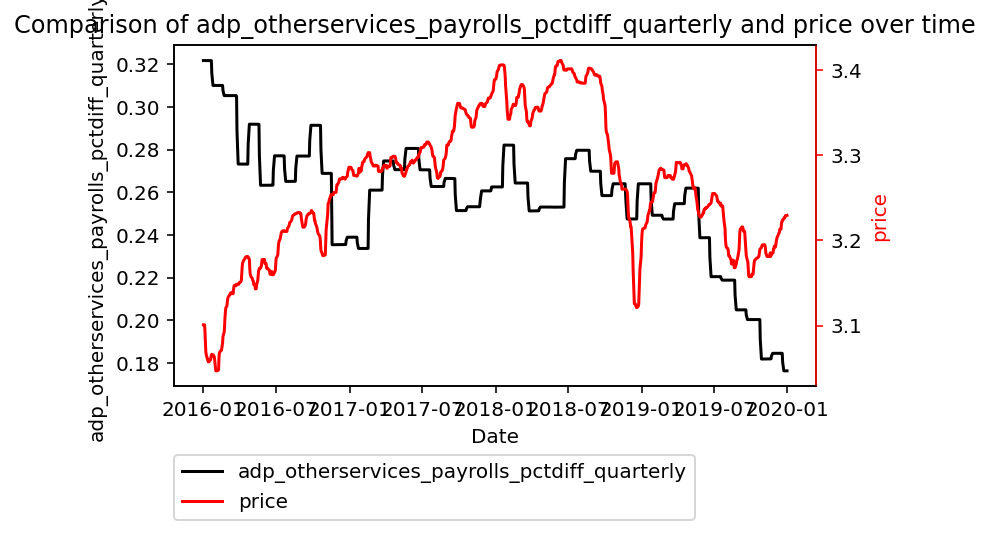 Comparison of adp_otherservices_payrolls_pctdiff_quarterly and price over time
adp_otherservices_payrolls_pctdiff_quarterly
0.32
0.30
0.28
0.26
0.24
0.22
0.20
0.18
3.4
3.3
3.2
3.1
price
2016-01 2016-07 2017-01 2017-07 2018-01 2018-07 2019-01 2019-07 2020-01
Date
adp_otherservices_payrolls_pctdiff_quarterly
price